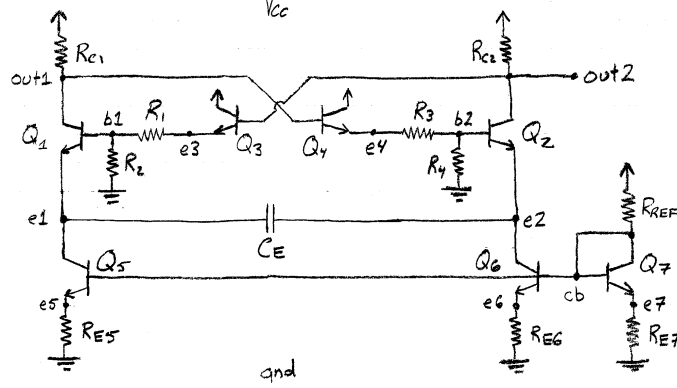 Vcc
Rc1
Rc2
out1
out2
b1
R1
R3
b2
Q1
R2
e3
Q3
Q4
e4
R4
Q2
e1
CE
e2
RREF
Q5
Q6
cb
Q7
e5
RE5
e6
RE6
e7
RE7
gnd